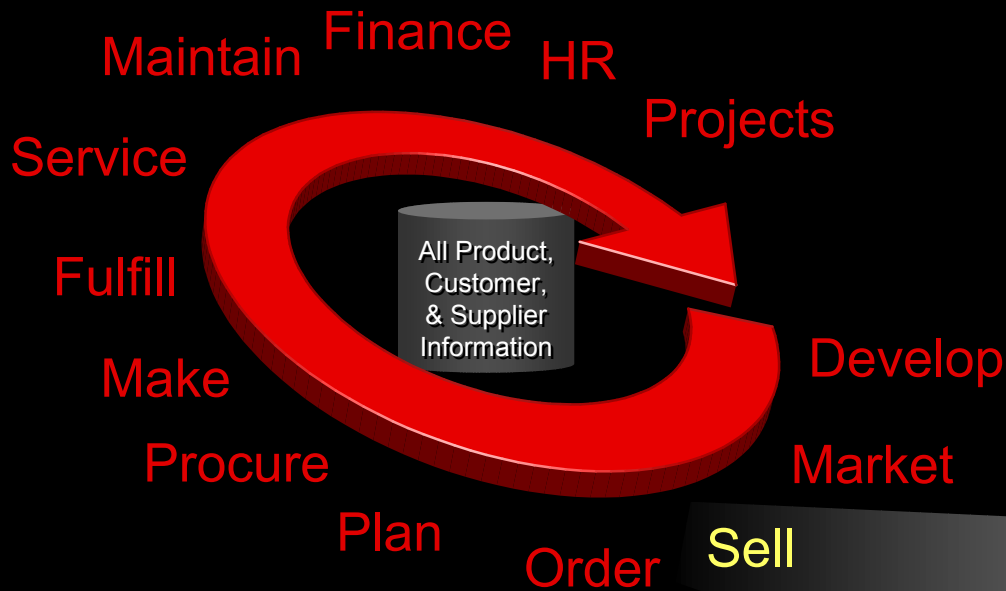 Finance
Maintain
HR
Projects
Service
All Product,
Customer,
& Supplier
Information
Fulfill
Develop
Make
Procure
Market
Plan
Sell
Order